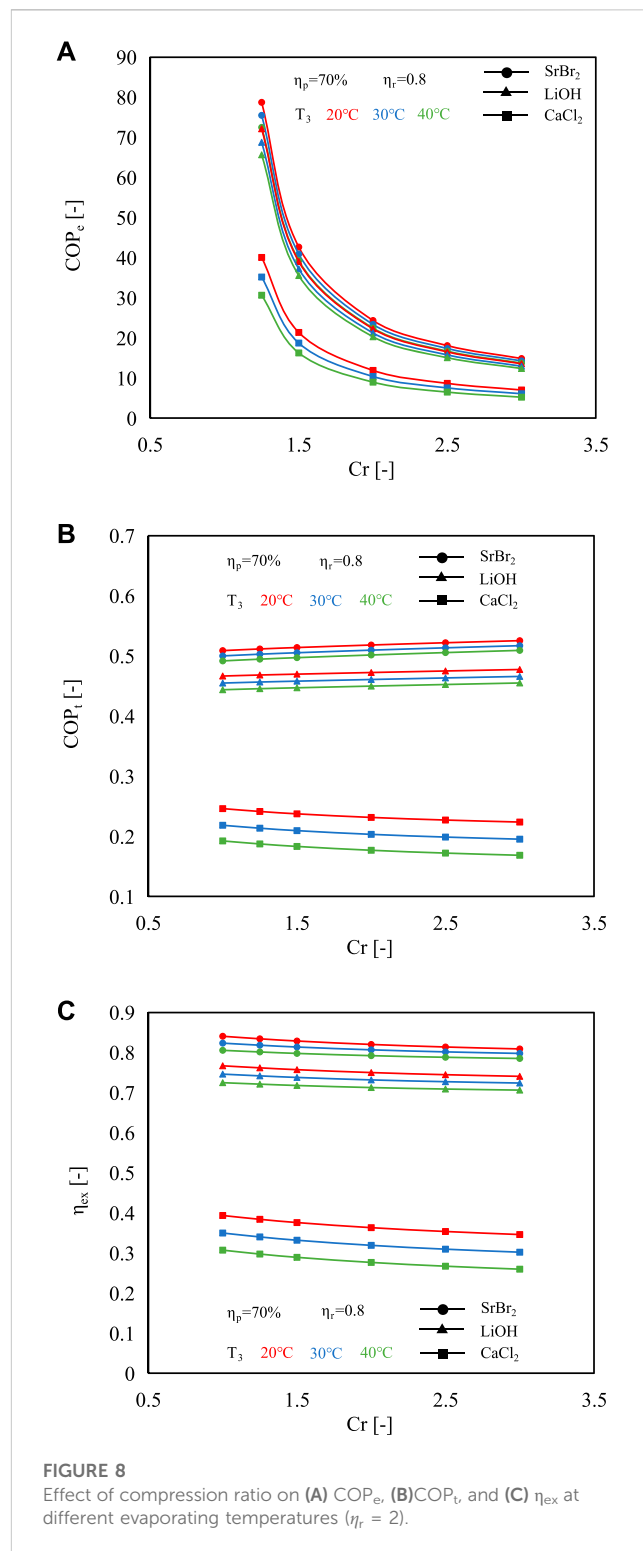 A
90
80
70
60
50
40
30
20
10
0
COPₑ [-]
ηₚ=70% ηᵣ=0.8
T₃ 20℃ 30℃ 40℃
SrBr₂
LiOH
CaCl₂
0.5 1.5 2.5 3.5
Cr [-]
B
0.7
0.6
0.5
0.4
0.3
0.2
0.1
COPₜ [-]
ηₚ=70% ηᵣ=0.8
T₃ 20℃ 30℃ 40℃
SrBr₂
LiOH
CaCl₂
0.5 1.5 2.5 3.5
Cr [-]
C
0.9
0.8
0.7
0.6
0.5
0.4
0.3
0.2
0.1
0
ηₑₓ [-]
ηₚ=70% ηᵣ=0.8
T₃ 20℃ 30℃ 40℃
SrBr₂
LiOH
CaCl₂
0.5 1.5 2.5 3.5
Cr [-]
FIGURE 8
Effect of compression ratio on (A) COPₑ, (B)COPₜ, and (C) ηₑₓ at
different evaporating temperatures (ηᵣ = 2).